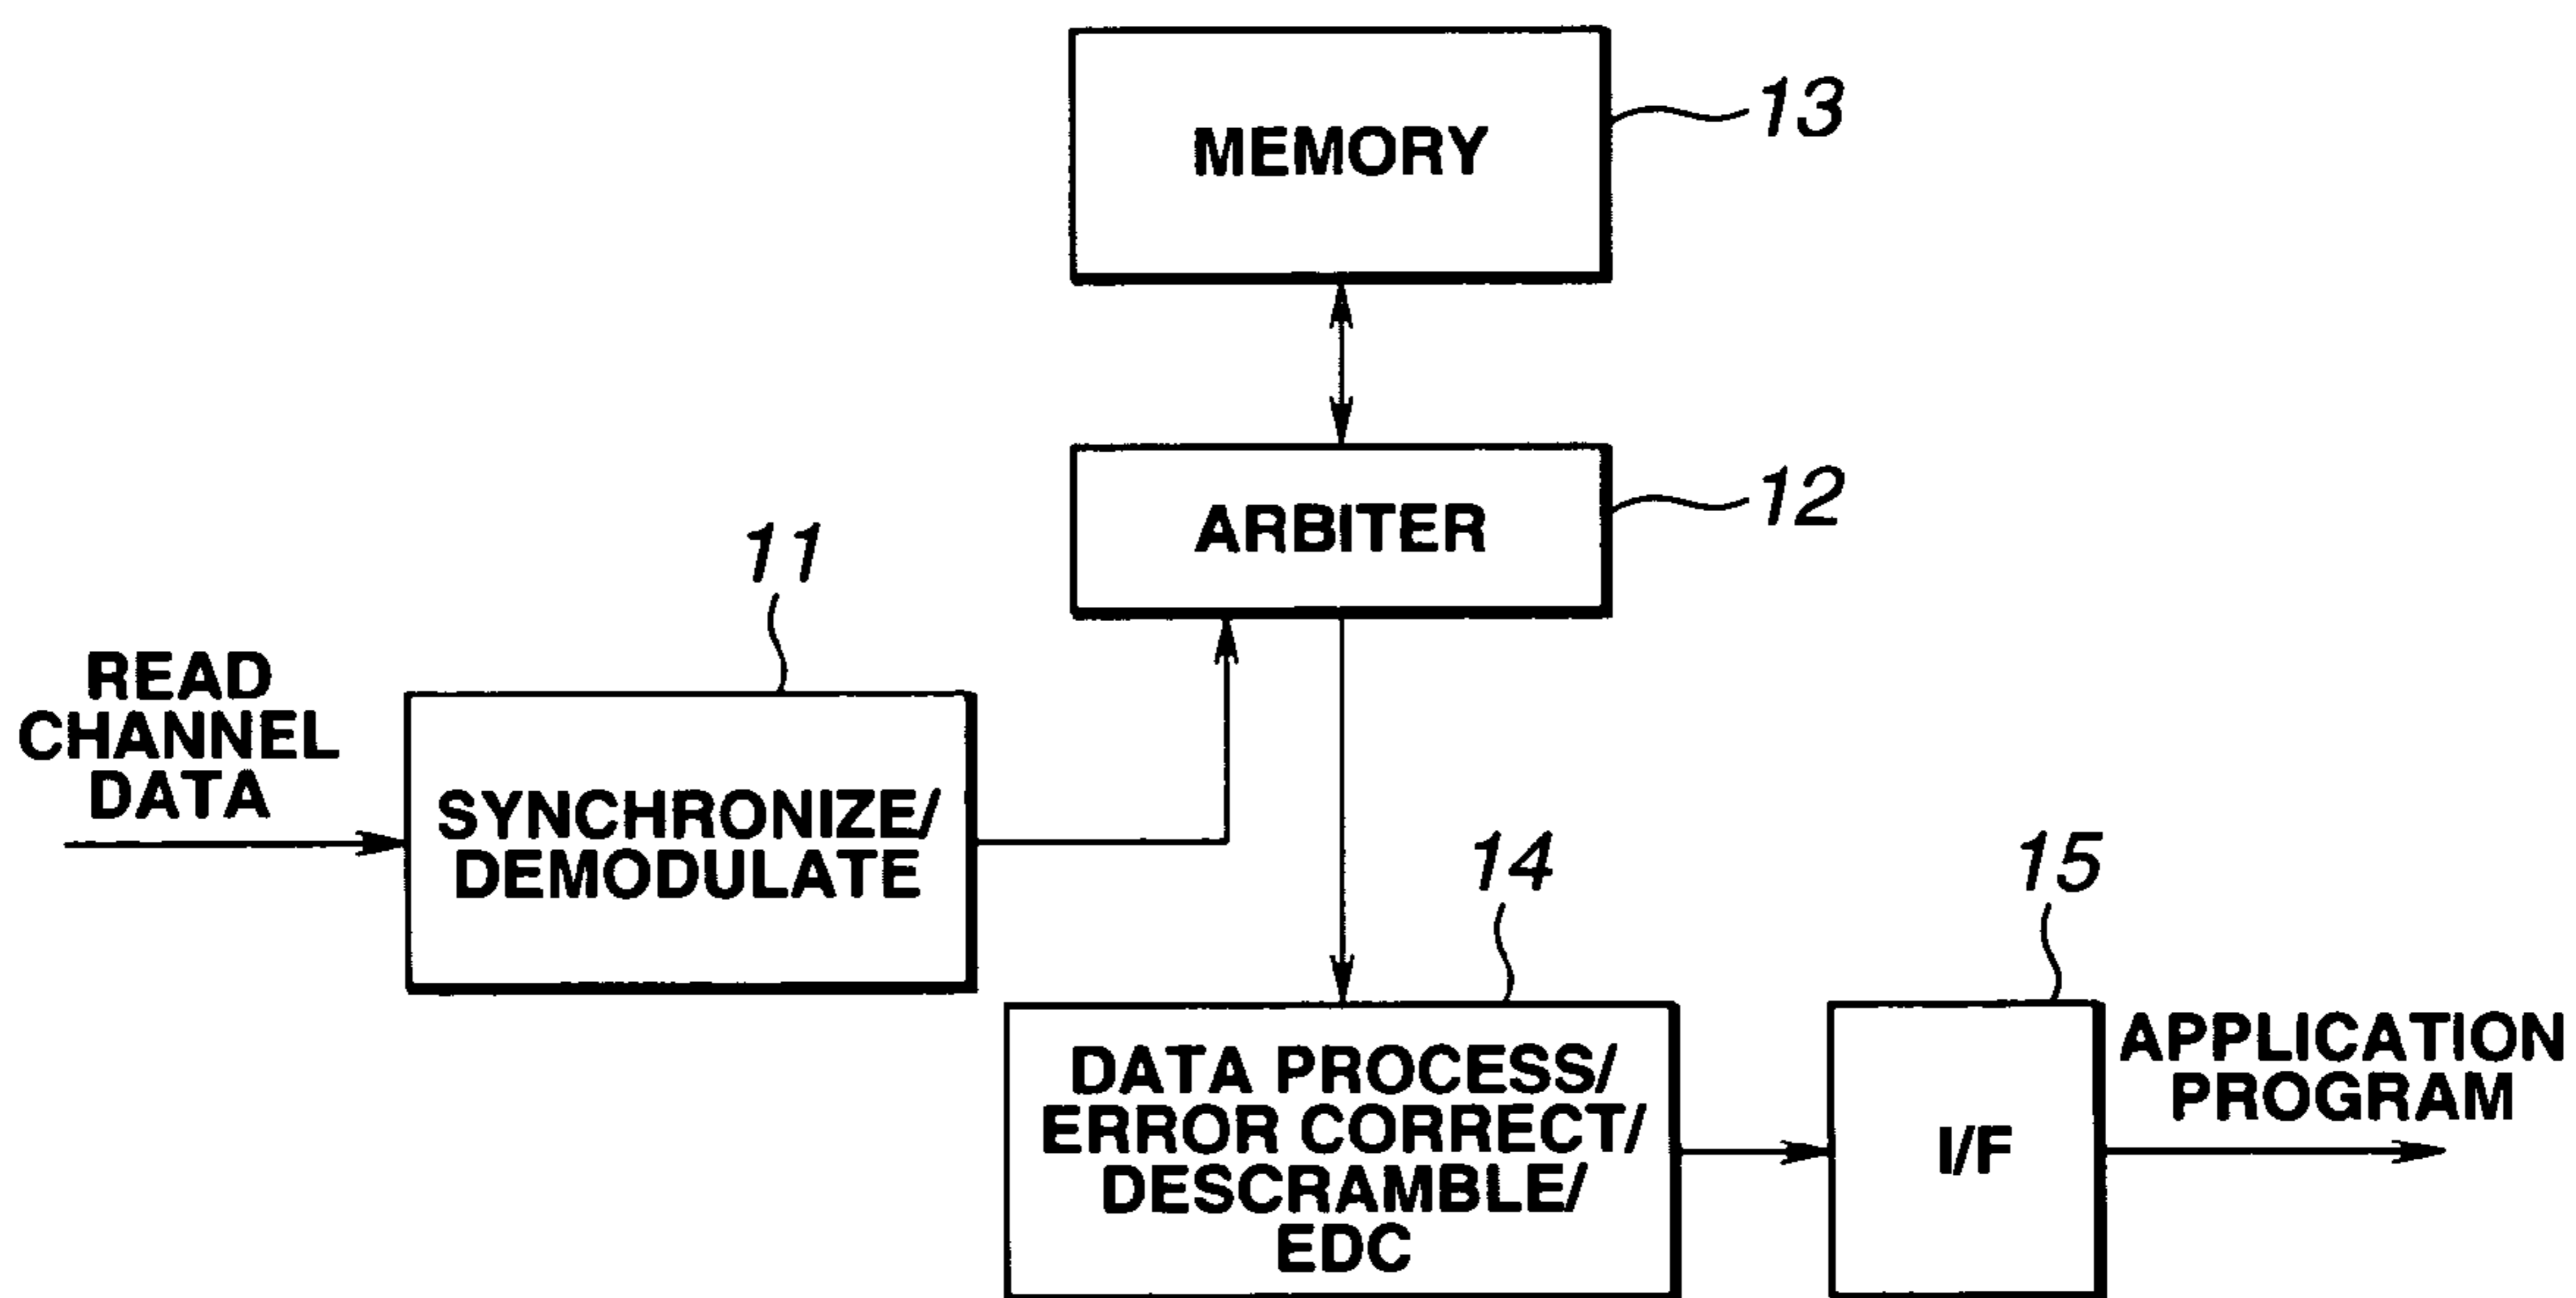 13
MEMORY
12
ARBITER
11
READ
CHANNEL
DATA
SYNCHRONIZE/
DEMODULATE
14
15
DATA PROCESS/
ERROR CORRECT/
DESCRAMBLE/
EDC
I/F
APPLICATION
PROGRAM